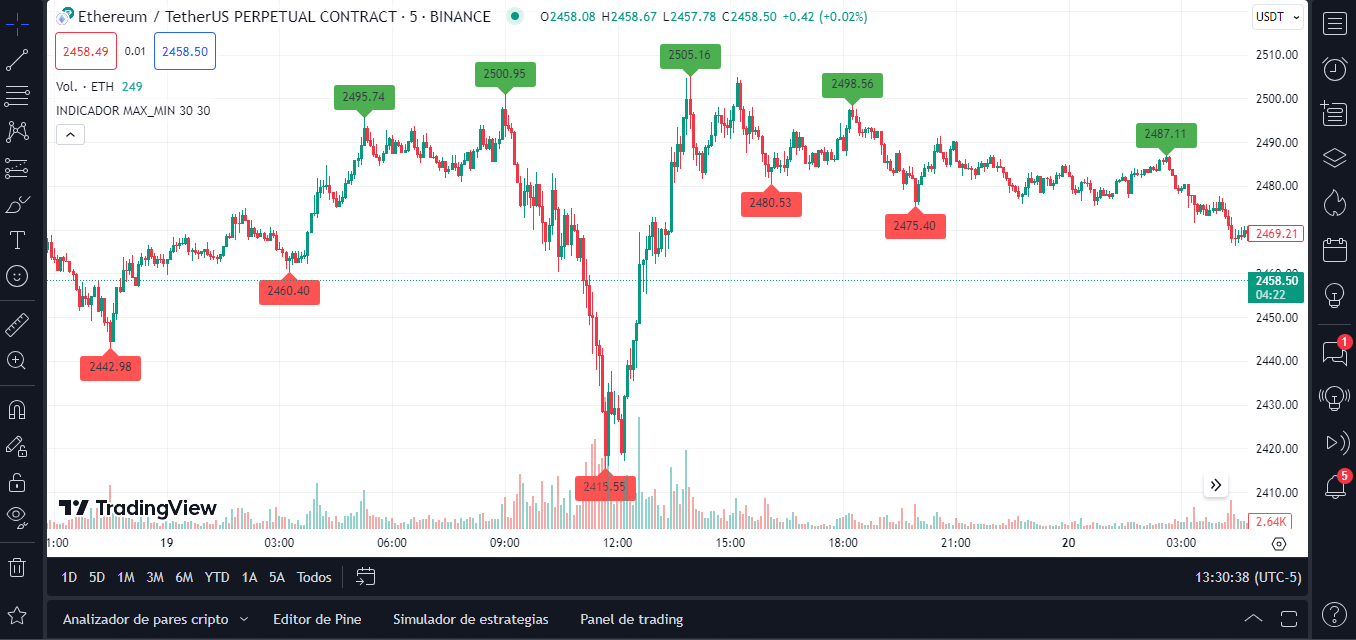 Ethereum / TetherUS PERPETUAL CONTRACT · 5 · BINANCE O2458.08 H2458.67 L2457.78 C2458.50 +0.42 (+0.02%)
USDT
2458.49 0.01 2458.50
Vol. · ETH 249
INDICADOR MAX_MIN 30 30
2495.74
2500.95
2505.16
2498.56
2487.11
2442.98
2460.40
2415.55
2480.53
2475.40
2510.00
2500.00
2490.00
2480.00
2469.21
2460.00
2458.50
04:22
2450.00
2440.00
2430.00
2420.00
2410.00
2.64K
TradingView
1:00 19 03:00 06:00 09:00 12:00 15:00 18:00 21:00 20 03:00
1D 5D 1M 3M 6M YTD 1A 5A Todos 13:30:38 (UTC-5)
Analizador de pares cripto Editor de Pine Simulador de estrategias Panel de trading
1
5